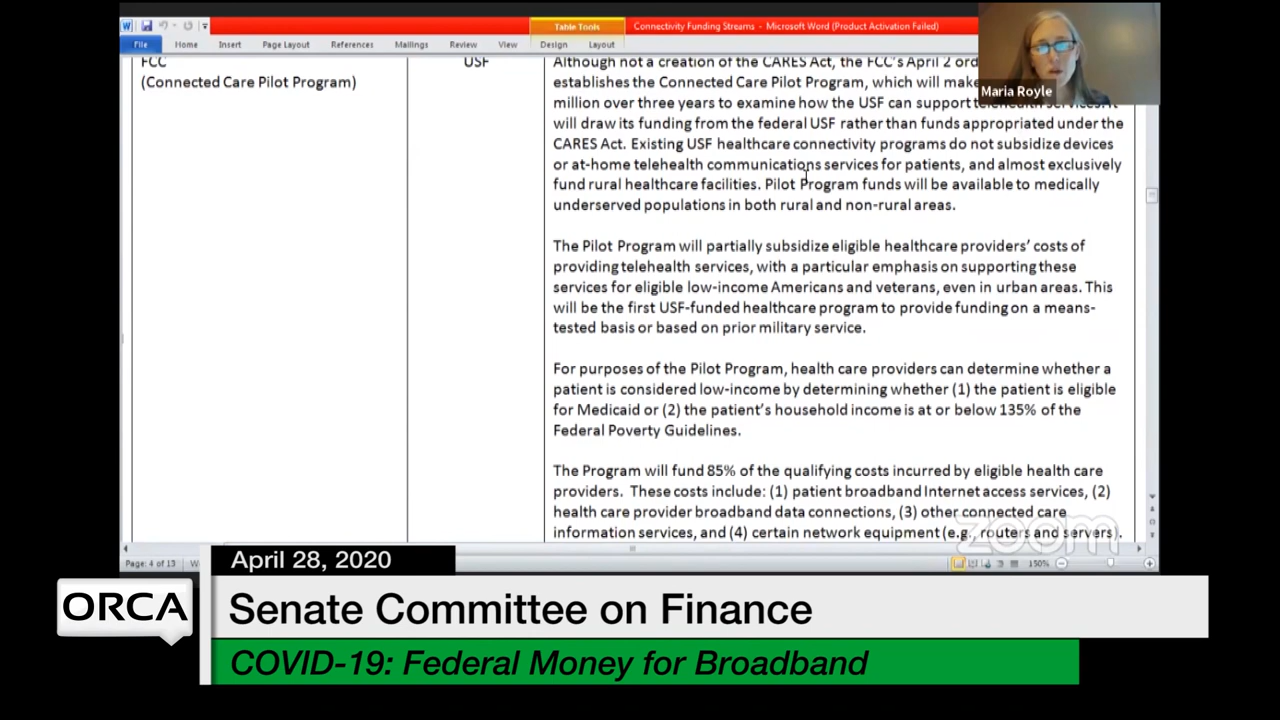 Table Tools
Connectivity Funding Streams - Microsoft Word (Product Activation Failed)
File Home Insert Page Layout References Mailings Review View Design Layout
FCC
(Connected Care Pilot Program)
USF
Although not a creation of the CARES Act, the FCC's April 2 ord
establishes the Connected Care Pilot Program, which will make
million over three years to examine how the USF can support telehealth services. It
will draw its funding from the federal USF rather than funds appropriated under the
CARES Act. Existing USF healthcare connectivity programs do not subsidize devices
or at-home telehealth communications services for patients, and almost exclusively
fund rural healthcare facilities. Pilot Program funds will be available to medically
underserved populations in both rural and non-rural areas.
The Pilot Program will partially subsidize eligible healthcare providers' costs of
providing telehealth services, with a particular emphasis on supporting these
services for eligible low-income Americans and veterans, even in urban areas. This
will be the first USF-funded healthcare program to provide funding on a means-
tested basis or based on prior military service.
For purposes of the Pilot Program, health care providers can determine whether a
patient is considered low-income by determining whether (1) the patient is eligible
for Medicaid or (2) the patient's household income is at or below 135% of the
Federal Poverty Guidelines.
The Program will fund 85% of the qualifying costs incurred by eligible health care
providers. These costs include: (1) patient broadband Internet access services, (2)
health care provider broadband data connections, (3) other connected care
information services, and (4) certain network equipment (e.g., routers and servers).
Maria Royle
zoom
Page: 4 of 13
150%
April 28, 2020
ORCA
Senate Committee on Finance
COVID-19: Federal Money for Broadband